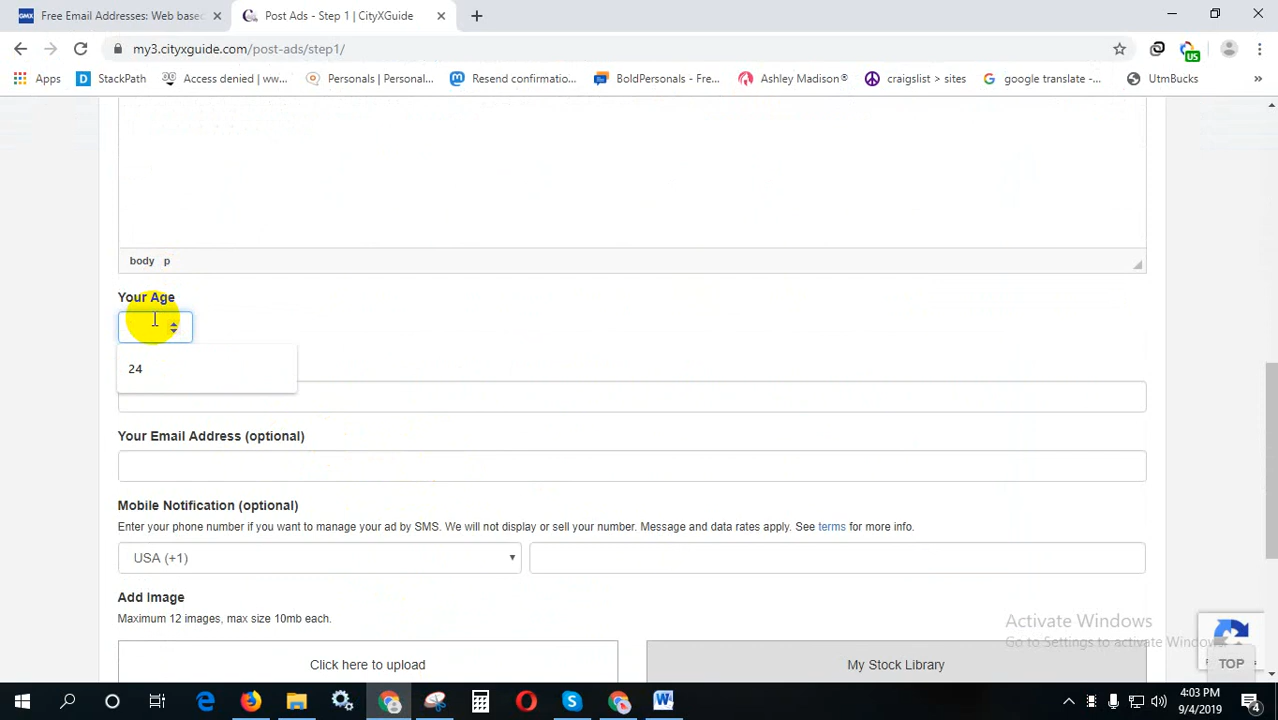 Free Email Addresses: Web based
Post Ads - Step 1 | CityXGuide
my3.cityxguide.com/post-ads/step1/
Apps
StackPath
Access denied | ww...
Personals | Personal...
Resend confirmatio...
BoldPersonals - Fre...
Ashley Madison®
craigslist > sites
google translate -...
UtmBucks
US
body p
Your Age
24
Your Email Address (optional)
Mobile Notification (optional)
Enter your phone number if you want to manage your ad by SMS. We will not display or sell your number. Message and data rates apply. See terms for more info.
USA (+1)
Add Image
Maximum 12 images, max size 10mb each.
Click here to upload
My Stock Library
Activate Windows
Go to Settings to activate Windows.
TOP
4:03 PM
9/4/2019
4